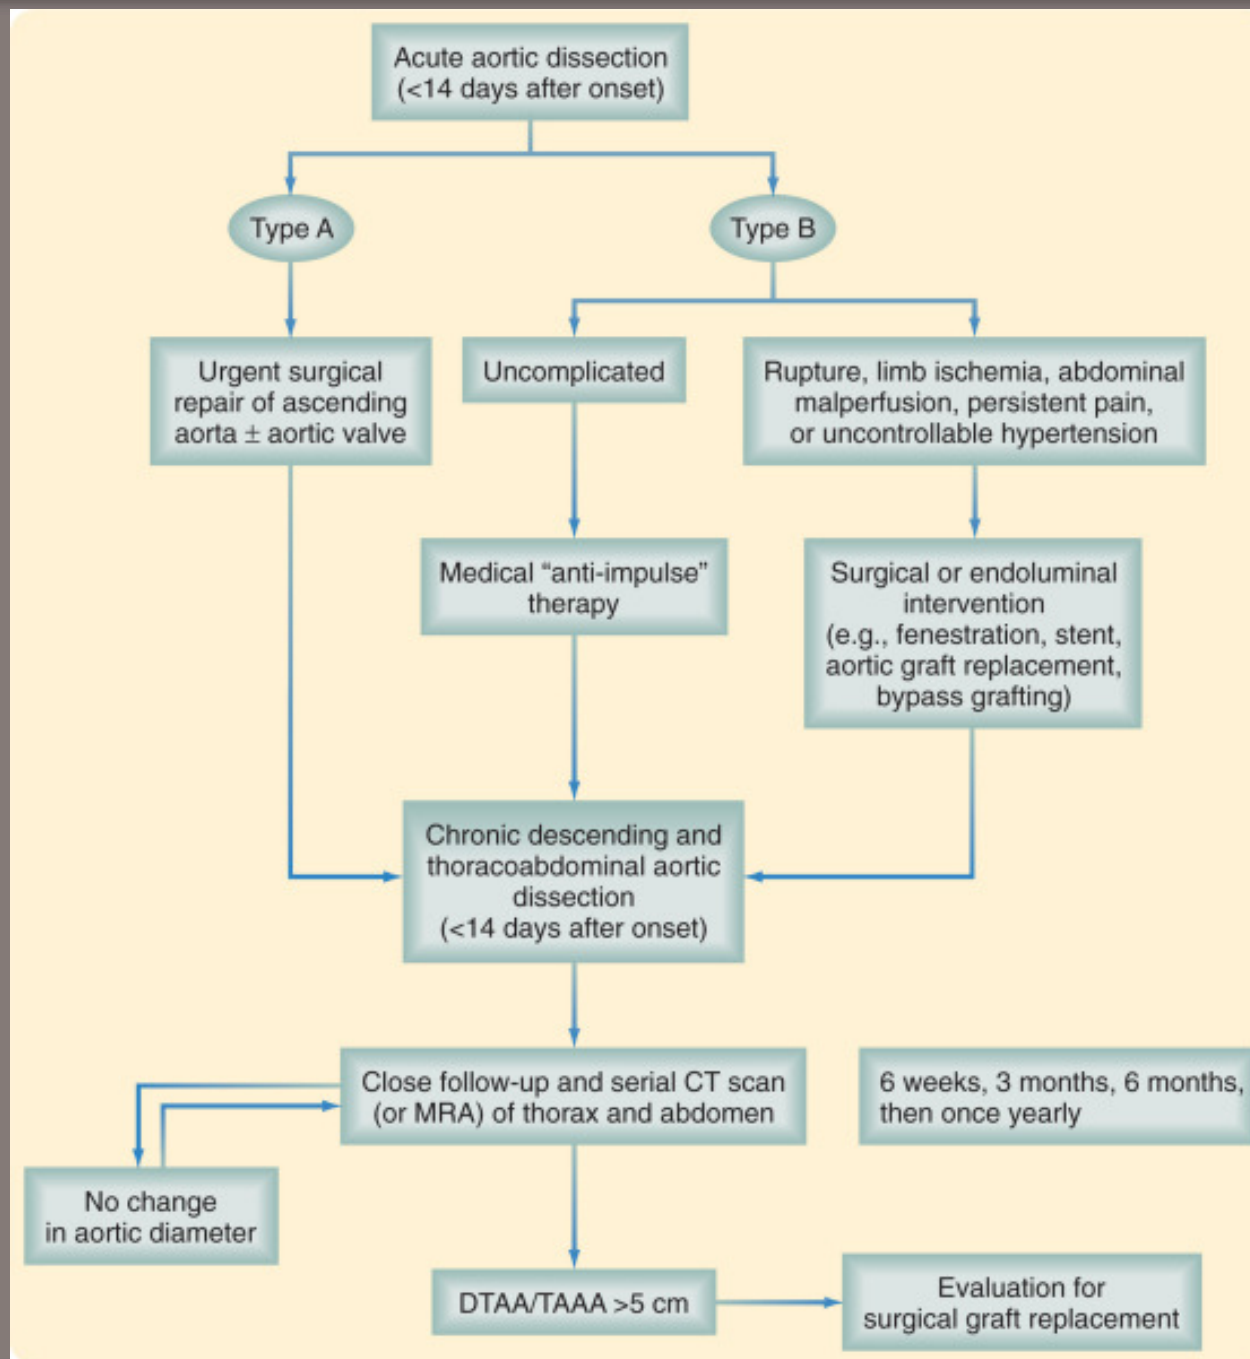 Acute aortic dissection
(<14 days after onset)
Type A
Type B
Urgent surgical
repair of ascending
aorta ± aortic valve
Uncomplicated
Rupture, limb ischemia, abdominal
malperfusion, persistent pain,
or uncontrollable hypertension
Medical “anti-impulse”
therapy
Surgical or endoluminal
intervention
(e.g., fenestration, stent,
aortic graft replacement,
bypass grafting)
Chronic descending and
thoracoabdominal aortic
dissection
(<14 days after onset)
Close follow-up and serial CT scan
(or MRA) of thorax and abdomen
6 weeks, 3 months, 6 months,
then once yearly
No change
in aortic diameter
DTAA/TAAA >5 cm
Evaluation for
surgical graft replacement